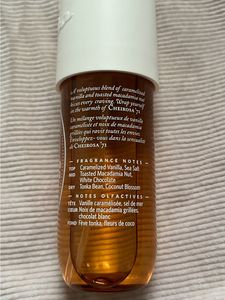 A voluptuous blend of caramelized
vanilla and toasted macadamia nut
kiss every craving. Wrap yourself
in the warmth of CHEIROSA '71
Un mélange voluptueux de vanille
caramélisée et noix de macadamia
grillées qui ravit toutes les envies.
Enveloppez-vous dans la chaleur
de CHEIROSA '71
FRAGRANCE NOTES
TOP Caramelized Vanilla, Sea Salt
MID Toasted Macadamia Nut,
White Chocolate
DRY Tonka Bean, Coconut Blossom
NOTES OLFACTIVES
TÊTE Vanille caramélisée, sel de mer
CŒUR Noix de macadamia grillées,
chocolat blanc
FOND Fève tonka, fleurs de coco